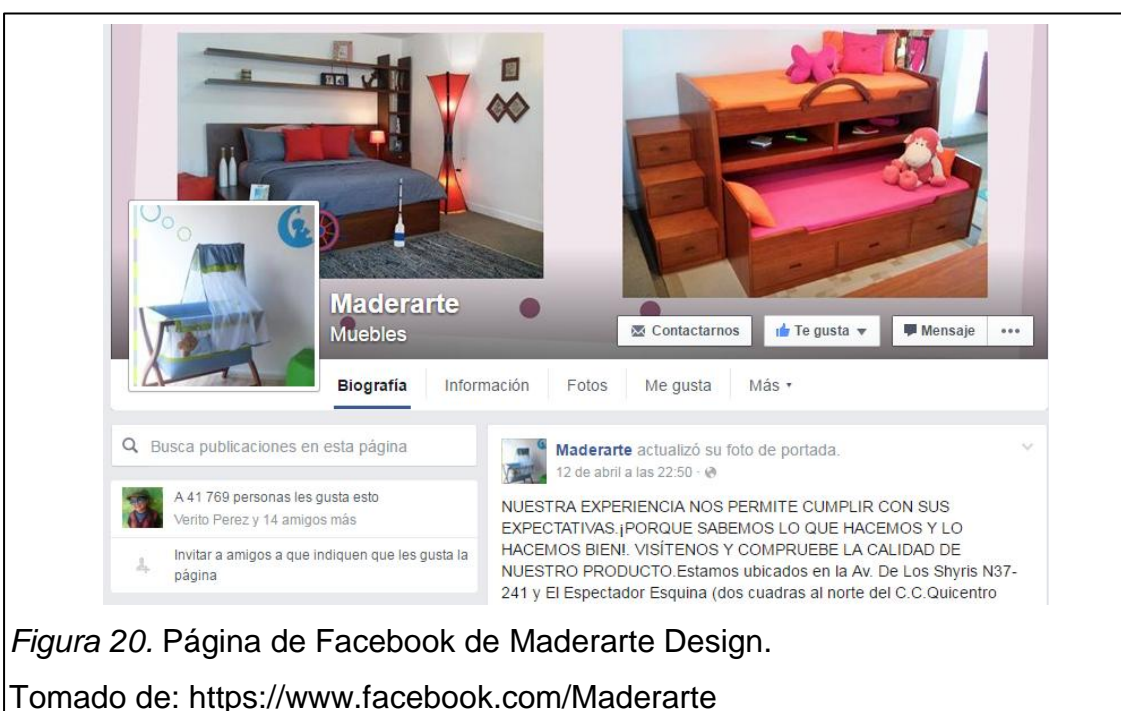 Maderarte
Muebles
Contactarnos
Te gusta
Mensaje
Biografía
Información
Fotos
Me gusta
Más
Busca publicaciones en esta página
A 41 769 personas les gusta esto
Verito Perez y 14 amigos más
Invitar a amigos a que indiquen que les gusta la
página
Maderarte actualizó su foto de portada.
12 de abril a las 22:50 ·
NUESTRA EXPERIENCIA NOS PERMITE CUMPLIR CON SUS
EXPECTATIVAS.¡PORQUE SABEMOS LO QUE HACEMOS Y LO
HACEMOS BIEN!. VISÍTENOS Y COMPRUEBE LA CALIDAD DE
NUESTRO PRODUCTO.Estamos ubicados en la Av. De Los Shyris N37-
241 y El Espectador Esquina (dos cuadras al norte del C.C.Quicentro
Figura 20. Página de Facebook de Maderarte Design.
Tomado de: https://www.facebook.com/Maderarte